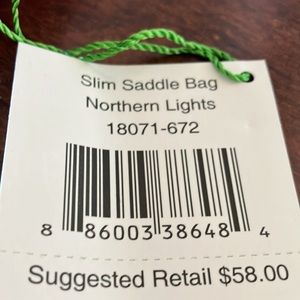 Slim Saddle Bag
Northern Lights
18071-672
8 86003 38648 4
Suggested Retail $58.00